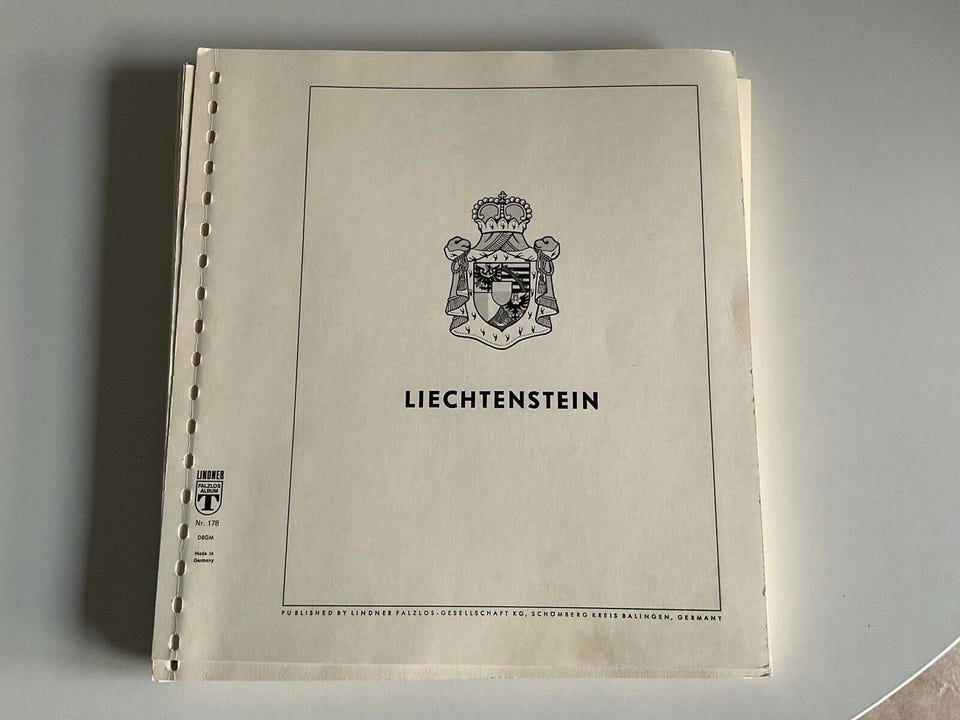 LIECHTENSTEIN
LINDNER
FALZLOS
ALBUM
T
Nr. 178
DBGM
Made in
Germany
PUBLISHED BY LINDNER FALZLOS-GESELLSCHAFT KG, SCHÖMBERG KREIS BALINGEN, GERMANY